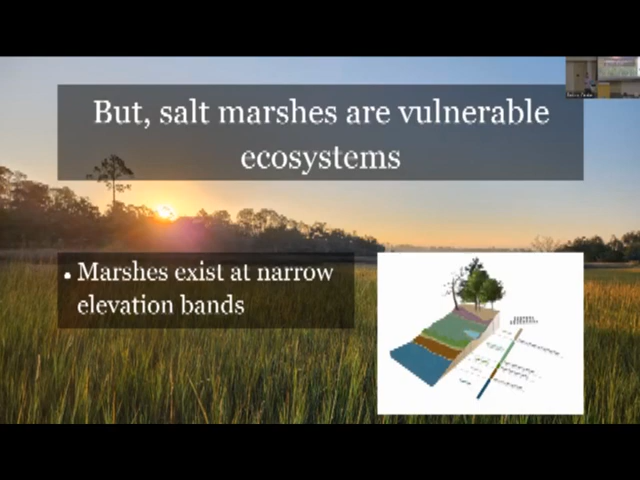 But, salt marshes are vulnerable
ecosystems
• Marshes exist at narrow
elevation bands